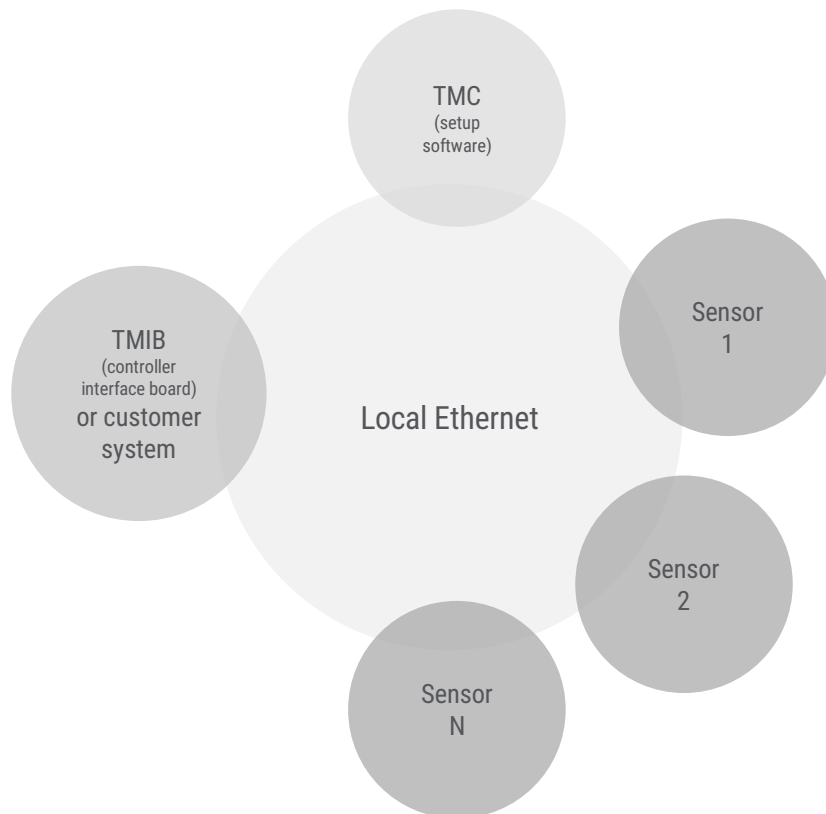 TMC
(setup
software)
Sensor
1
TMIB
(controller
interface board)
or customer
system
Local Ethernet
Sensor
2
Sensor
N